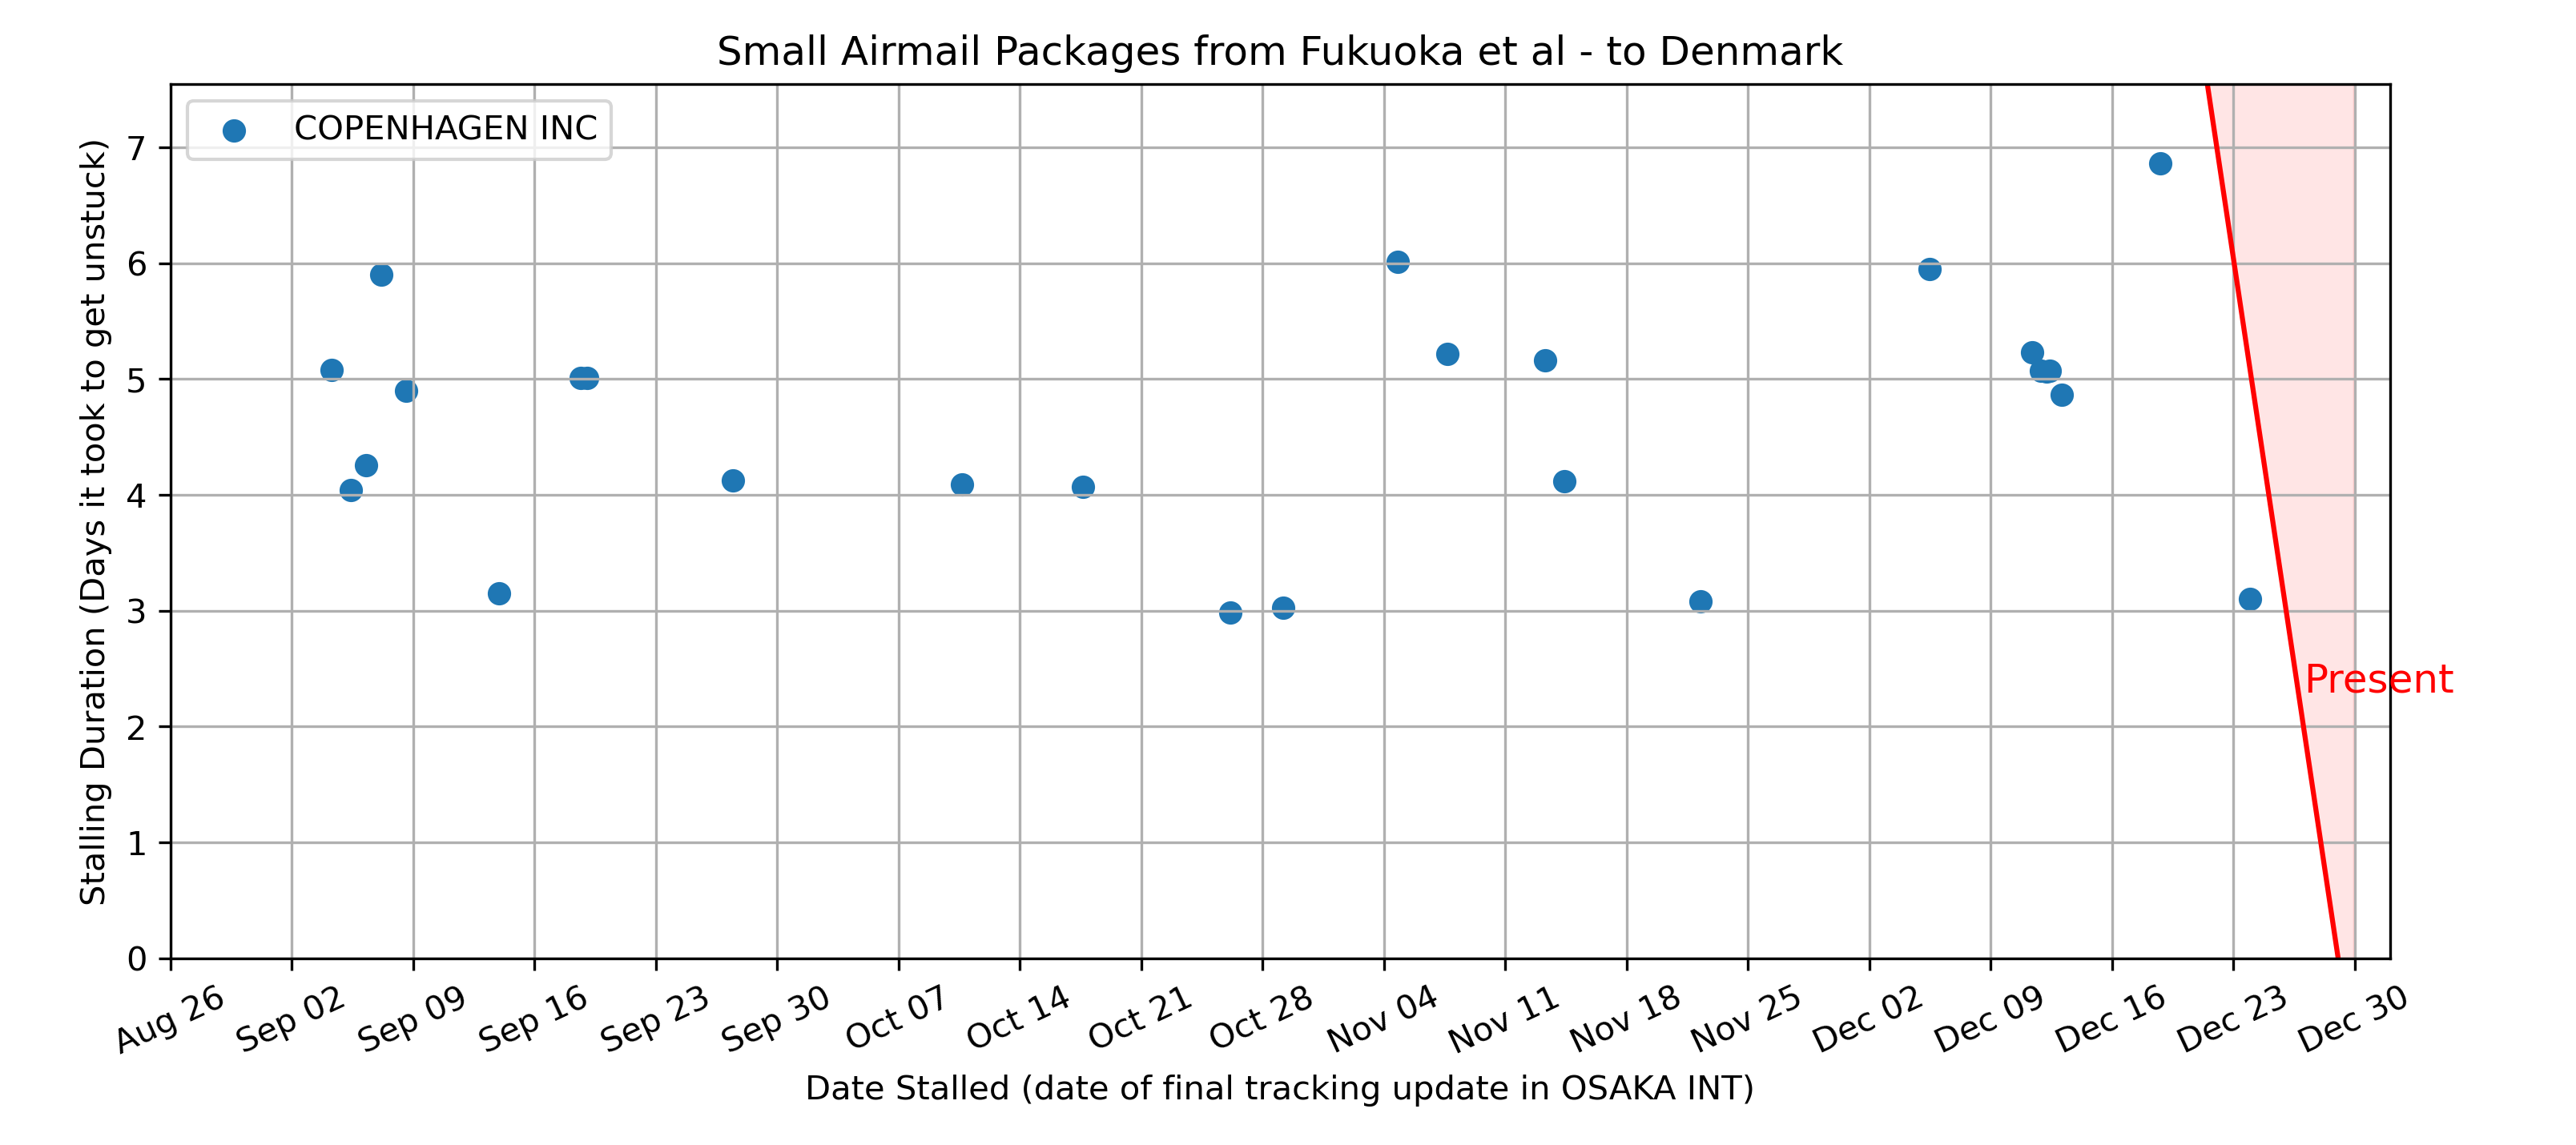 Small Airmail Packages from Fukuoka et al - to Denmark
COPENHAGEN INC
Stalling Duration (Days it took to get unstuck)
7
6
5
4
3
2
1
0
Present
Aug 26
Sep 02
Sep 09
Sep 16
Sep 23
Sep 30
Oct 07
Oct 14
Oct 21
Oct 28
Nov 04
Nov 11
Nov 18
Nov 25
Dec 02
Dec 09
Dec 16
Dec 23
Dec 30
Date Stalled (date of final tracking update in OSAKA INT)